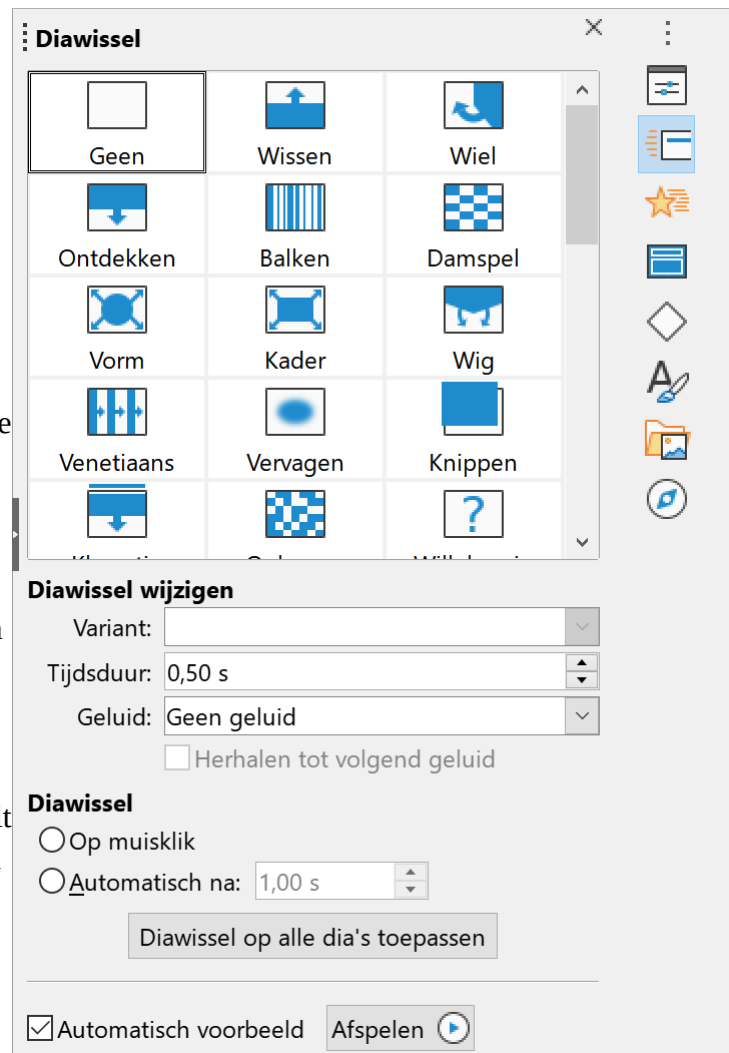 Diawissel
Geen Wissen Wiel
Ontdekken Balken Damspel
Vorm Kader Wig
Venetiaans Vervagen Knippen
?
Diawissel wijzigen
Variant:
Tijdsduur: 0,50 s
Geluid: Geen geluid
Herhalen tot volgend geluid
Diawissel
Op muisklik
Automatisch na: 1,00 s
Diawissel op alle dia's toepassen
Automatisch voorbeeld Afspelen